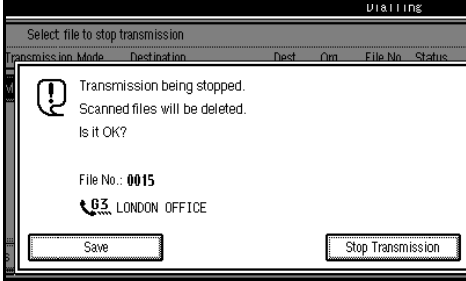 Dialling
Select file to stop transmission
Transmission Mode Destination Dest. Org. File No. Status
Transmission being stopped.
Scanned files will be deleted.
Is it OK?
File No.: 0015
G3 LONDON OFFICE
Save Stop Transmission